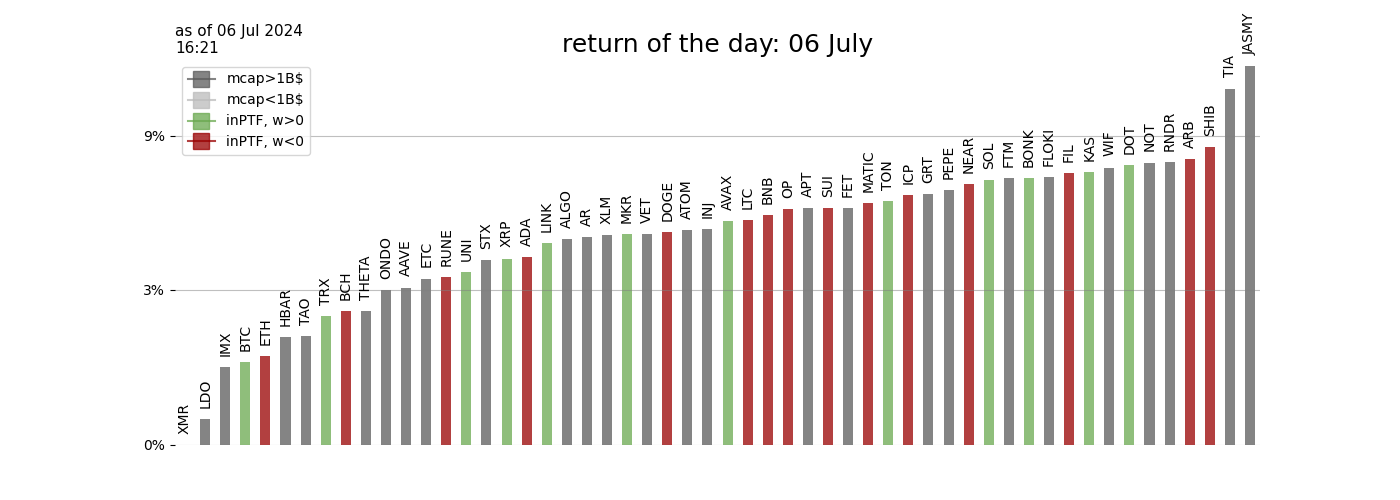 as of 06 Jul 2024
16:21
return of the day: 06 July
mcap>1B$
mcap<1B$
inPTF, w>0
inPTF, w<0
9%
3%
0%
XMR
LDO
IMX
BTC
ETH
HBAR
TAO
TRX
BCH
THETA
ONDO
AAVE
ETC
RUNE
UNI
STX
XRP
ADA
LINK
ALGO
AR
XLM
MKR
VET
DOGE
ATOM
INJ
AVAX
LTC
BNB
OP
APT
SUI
FET
MATIC
TON
ICP
GRT
PEPE
NEAR
SOL
FTM
BONK
FLOKI
FIL
KAS
WIF
DOT
NOT
RNDR
ARB
SHIB
TIA
JASMY